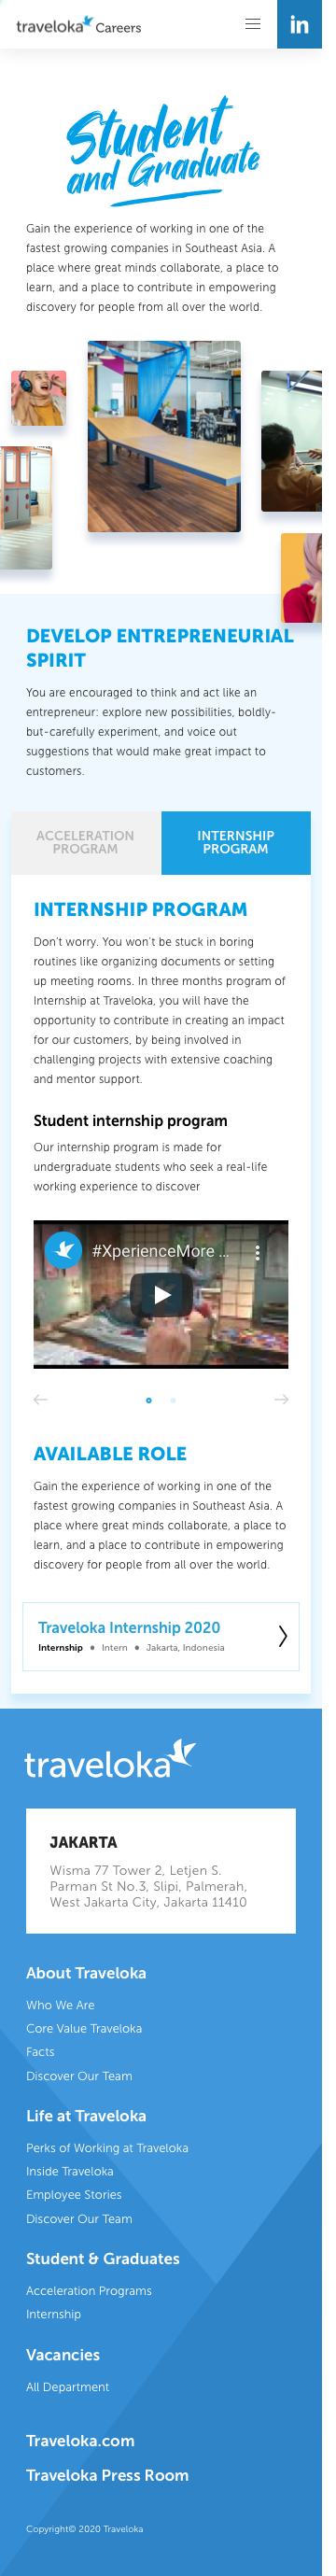 traveloka Careers
in
Student
and Graduate
Gain the experience of working in one of the
fastest growing companies in Southeast Asia. A
place where great minds collaborate, a place to
learn, and a place to contribute in empowering
discovery for people from all over the world.
DEVELOP ENTREPRENEURIAL
SPIRIT
You are encouraged to think and act like an
entrepreneur: explore new possibilities, boldly-
but-carefully experiment, and voice out
suggestions that would make great impact to
customers.
ACCELERATION
PROGRAM
INTERNSHIP
PROGRAM
INTERNSHIP PROGRAM
Don't worry. You won't be stuck in boring
routines like organizing documents or setting
up meeting rooms. In three months program of
Internship at Traveloka, you will have the
opportunity to contribute in creating an impact
for our customers, by being involved in
challenging projects with extensive coaching
and mentor support.
Student internship program
Our internship program is made for
undergraduate students who seek a real-life
working experience to discover
#XperienceMore ...
AVAILABLE ROLE
Gain the experience of working in one of the
fastest growing companies in Southeast Asia. A
place where great minds collaborate, a place to
learn, and a place to contribute in empowering
discovery for people from all over the world.
Traveloka Internship 2020
Internship • Intern • Jakarta, Indonesia
traveloka
JAKARTA
Wisma 77 Tower 2, Letjen S.
Parman St No.3, Slipi, Palmerah,
West Jakarta City, Jakarta 11410
About Traveloka
Who We Are
Core Value Traveloka
Facts
Discover Our Team
Life at Traveloka
Perks of Working at Traveloka
Inside Traveloka
Employee Stories
Discover Our Team
Student & Graduates
Acceleration Programs
Internship
Vacancies
All Department
Traveloka.com
Traveloka Press Room
Copyright© 2020 Traveloka